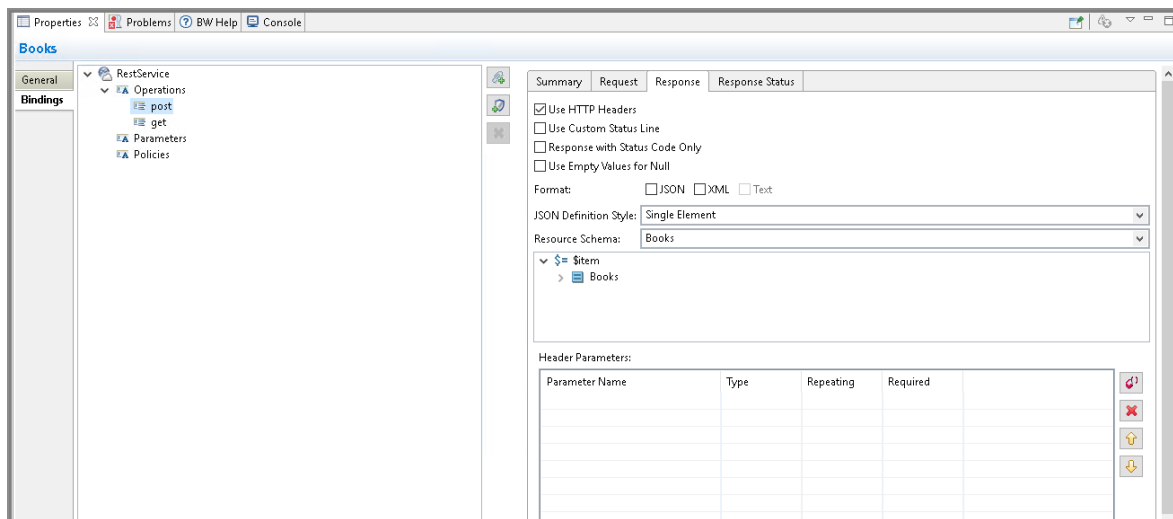 Properties Problems BW Help Console
Books
General
Bindings
RestService
Operations
post
get
Parameters
Policies
Summary Request Response Response Status
Use HTTP Headers
Use Custom Status Line
Response with Status Code Only
Use Empty Values for Null
Format: JSON XML Text
JSON Definition Style: Single Element
Resource Schema: Books
$= $item
Books
Header Parameters:
Parameter Name Type Repeating Required